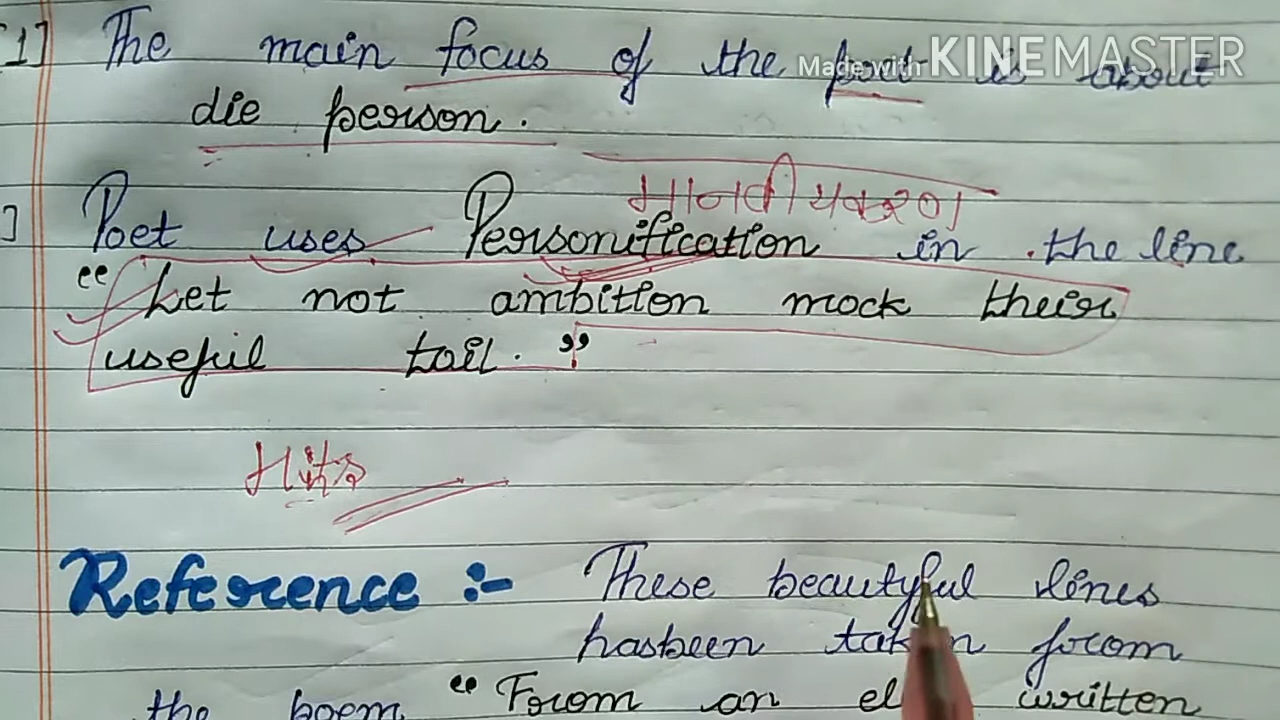 1] The main focus of the poet is about
Made with KINEMASTER
die person.
मानवीयकरण
] Poet uses Personification in the line
"Let not ambition mock their
useful tail."
Reference :- These beautyful lines
hasbeen taken from
the poem "From an el written